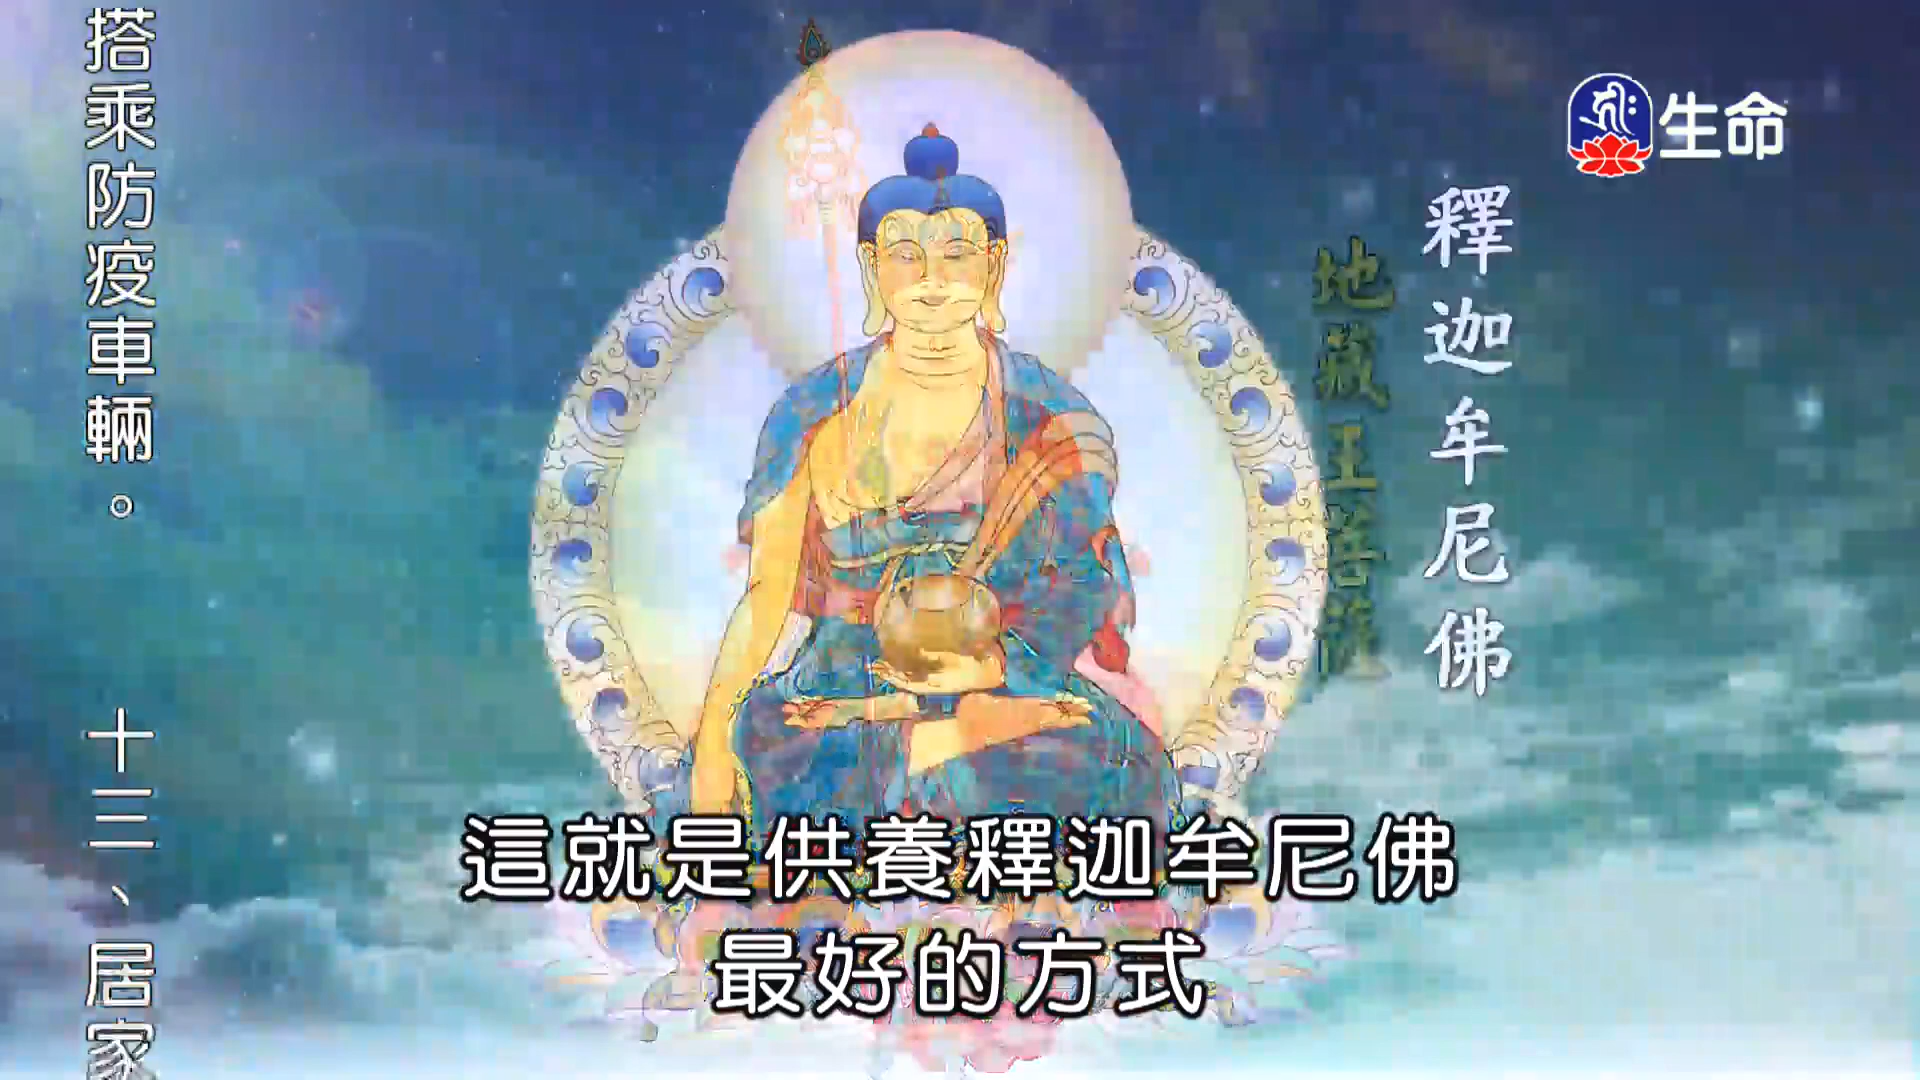 搭乘防疫車輛。 十三、居家
生命
釋迦牟尼佛
地藏王菩薩
這就是供養釋迦牟尼佛
最好的方式